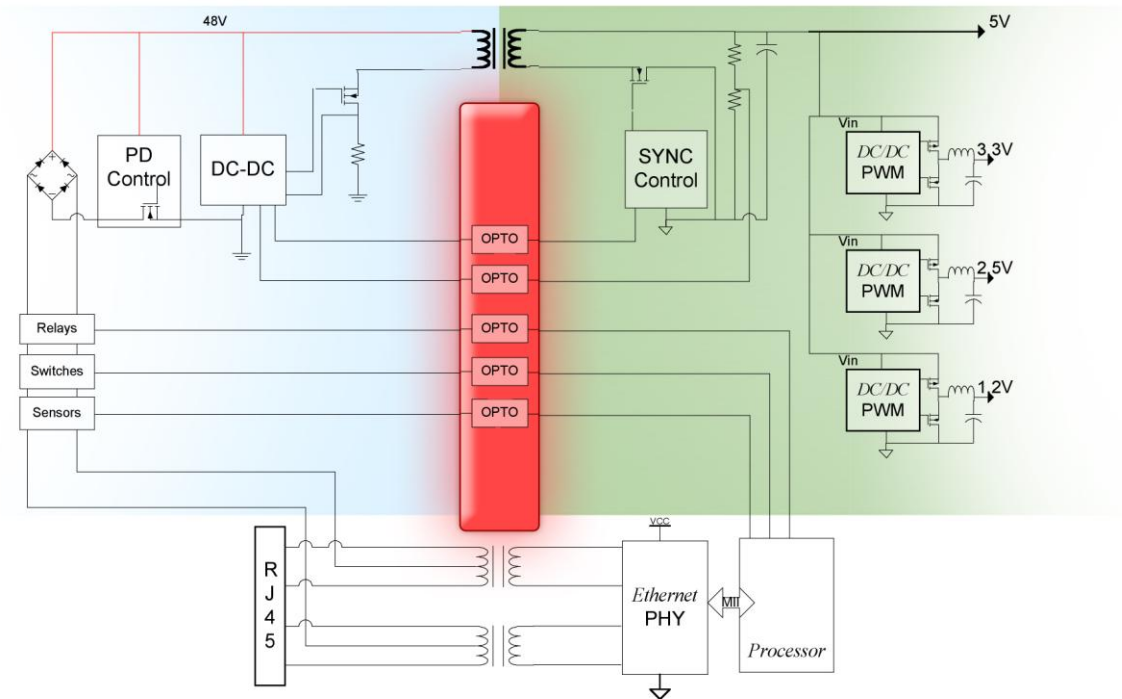 48V
5V
PD
Control
DC-DC
SYNC
Control
Vin
DC/DC
PWM
3,3V
OPTO
OPTO
Vin
DC/DC
PWM
2,5V
Relays
OPTO
Switches
OPTO
Vin
DC/DC
PWM
1,2V
Sensors
OPTO
VCC
RJ45
Ethernet
PHY
MII
Processor